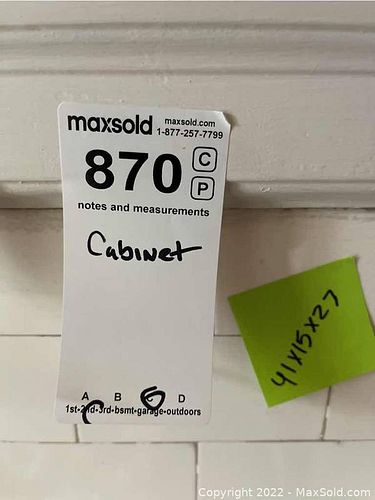 maxsold maxsold.com
1-877-257-7799
870 C
P
notes and measurements
Cabinet
41x15x27
A B C D
1st-2nd-3rd-bsmt-garage-outdoors
Copyright 2022 - MaxSold.com